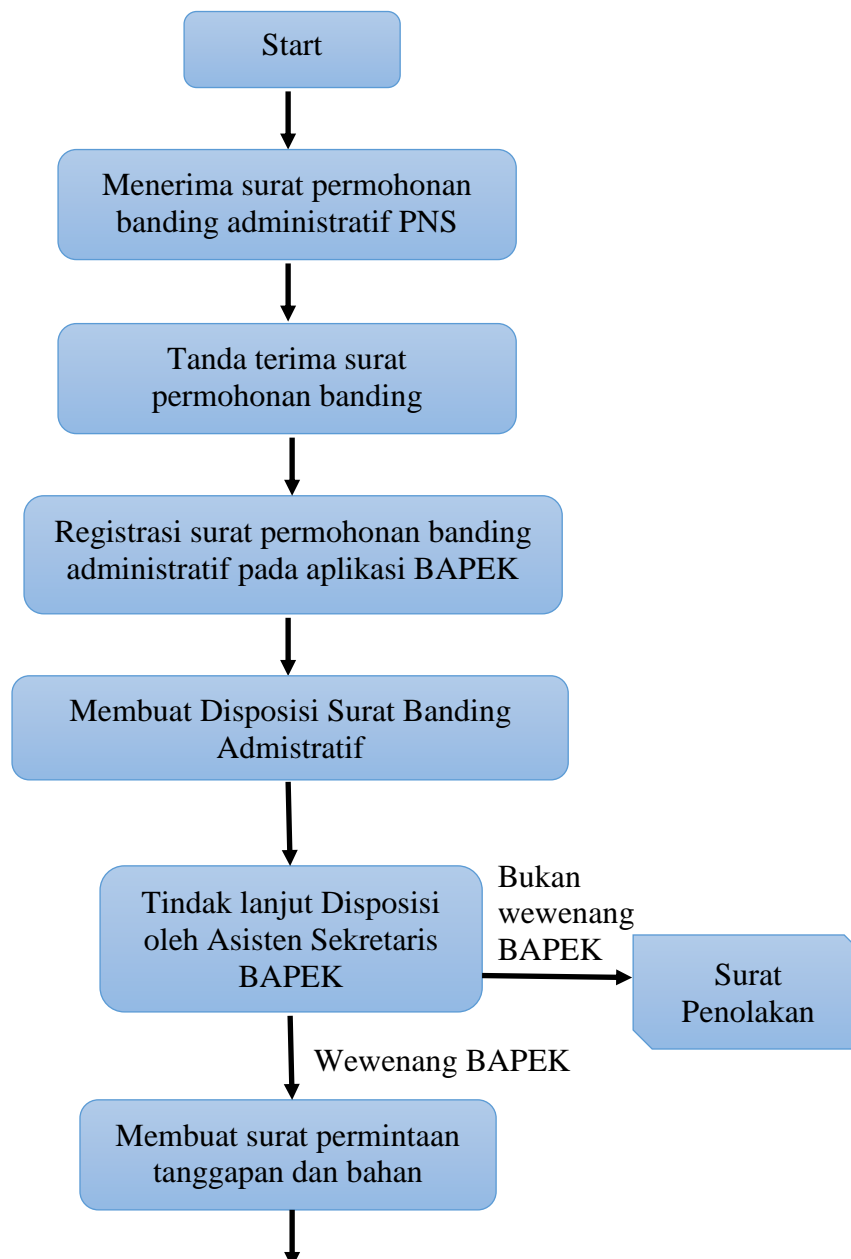 Start
Menerima surat permohonan
banding administratif PNS
Tanda terima surat
permohonan banding
Registrasi surat permohonan banding
administratif pada aplikasi BAPEK
Membuat Disposisi Surat Banding
Admistratif
Tindak lanjut Disposisi
oleh Asisten Sekretaris
BAPEK
Bukan
wewenang
BAPEK
Surat
Penolakan
Wewenang BAPEK
Membuat surat permintaan
tanggapan dan bahan